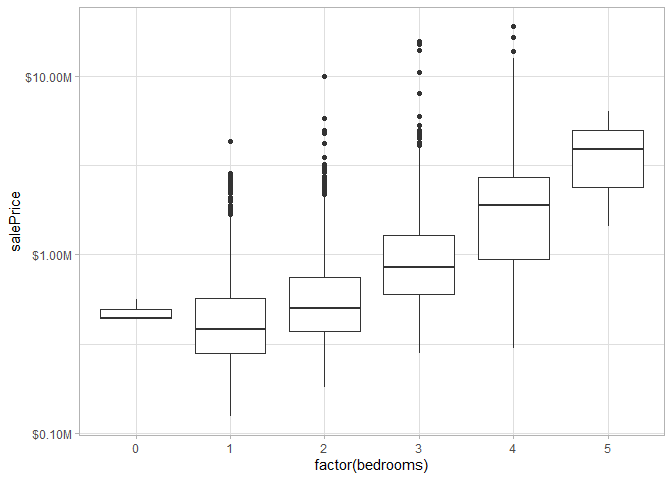 $10.00M
$1.00M
$0.10M
salePrice
0 1 2 3 4 5
factor(bedrooms)